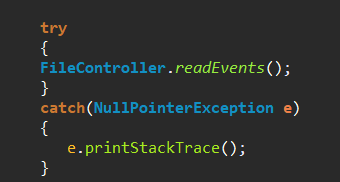 try
{
FileController.readEvents();
}
catch(NullPointerException e)
{
e.printStackTrace();
}